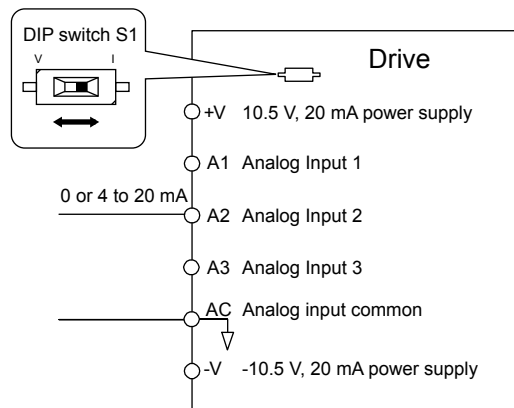 DIP switch S1
V I
Drive
+V 10.5 V, 20 mA power supply
A1 Analog Input 1
0 or 4 to 20 mA
A2 Analog Input 2
A3 Analog Input 3
AC Analog input common
-V -10.5 V, 20 mA power supply